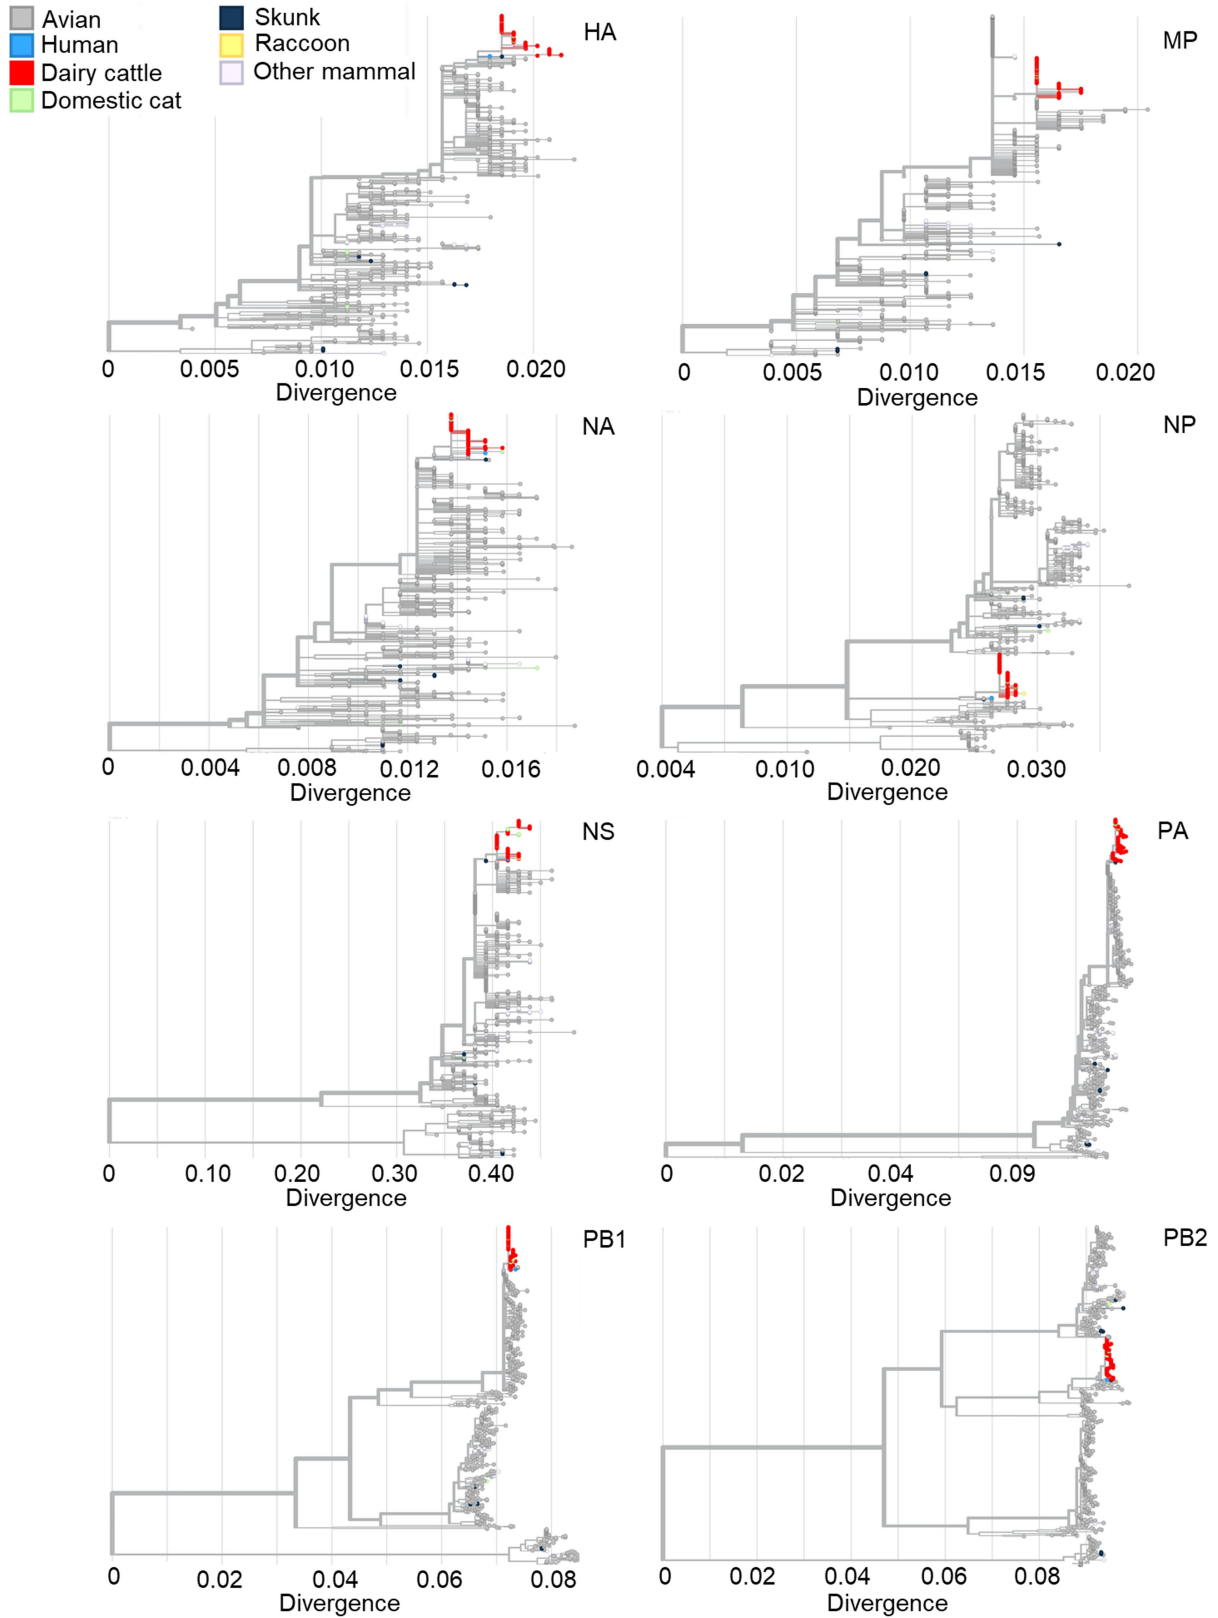 Avian
Human
Dairy cattle
Domestic cat
Skunk
Raccoon
Other mammal
HA
0 0.005 0.010 0.015 0.020
Divergence
MP
0 0.005 0.010 0.015 0.020
Divergence
NA
0 0.004 0.008 0.012 0.016
Divergence
NP
0.004 0.010 0.020 0.030
Divergence
NS
0 0.10 0.20 0.30 0.40
Divergence
PA
0 0.02 0.04 0.09
Divergence
PB1
0 0.02 0.04 0.06 0.08
Divergence
PB2
0 0.02 0.04 0.06 0.08
Divergence